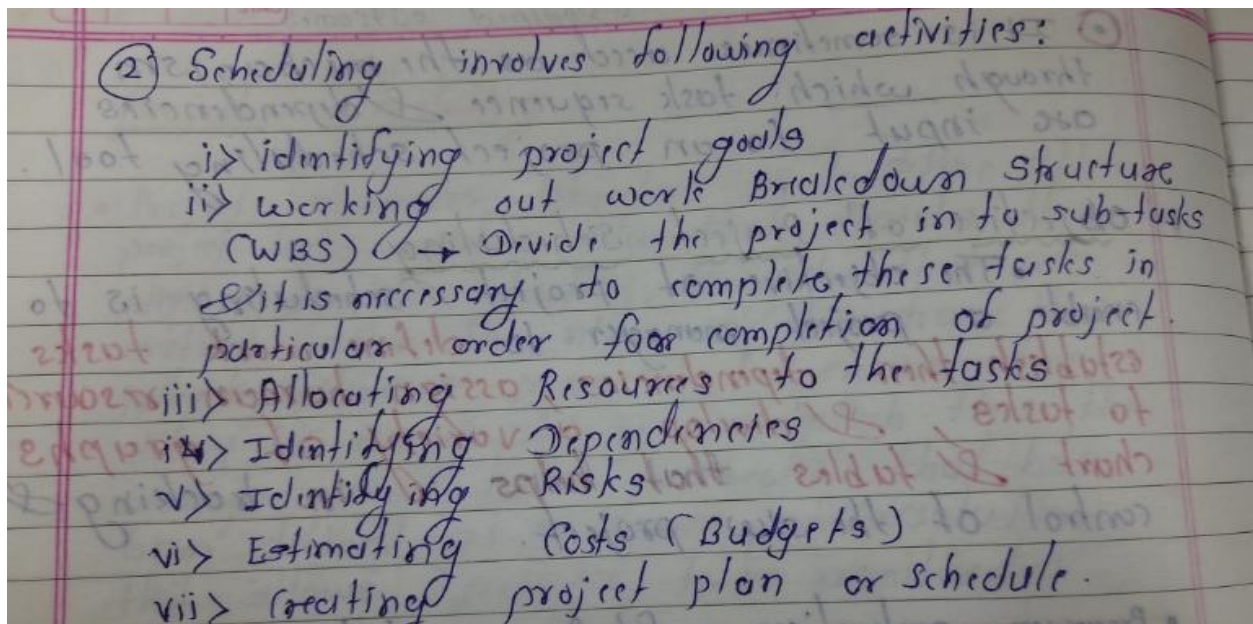 ② Scheduling involves following activities:
i> identifying project goals
ii> working out work Breakdown Structure
(WBS) → Divide the project in to sub-tasks
& it is neccessary to complete these tasks in
particular order for completion of project.
iii> Allocating Resources to the tasks
iv> Identifying Dependencies
v> Identifying Risks
vi> Estimating Costs (Budgets)
vii> Creating project plan or schedule.